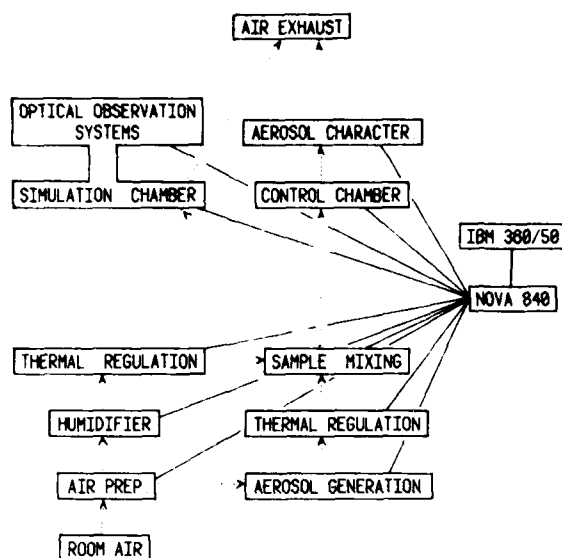 AIR EXHAUST
OPTICAL OBSERVATION
SYSTEMS
AEROSOL CHARACTER
SIMULATION CHAMBER
CONTROL CHAMBER
IBM 360/50
NOVA 840
THERMAL REGULATION
SAMPLE MIXING
HUMIDIFIER
THERMAL REGULATION
AIR PREP
AEROSOL GENERATION
ROOM AIR